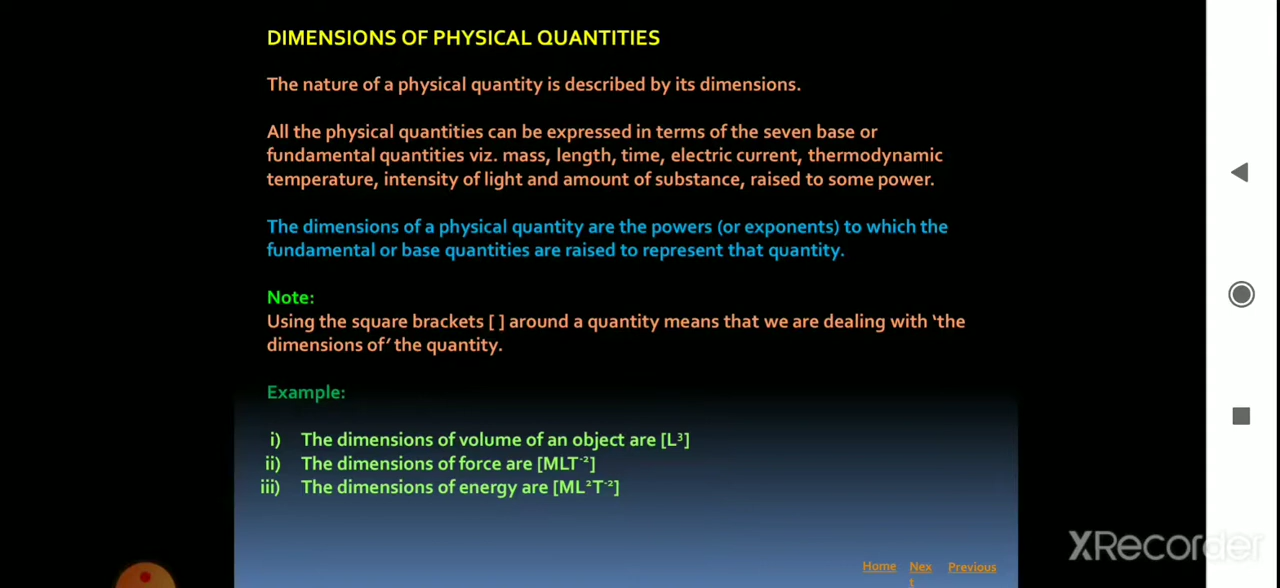 DIMENSIONS OF PHYSICAL QUANTITIES
The nature of a physical quantity is described by its dimensions.
All the physical quantities can be expressed in terms of the seven base or
fundamental quantities viz. mass, length, time, electric current, thermodynamic
temperature, intensity of light and amount of substance, raised to some power.
The dimensions of a physical quantity are the powers (or exponents) to which the
fundamental or base quantities are raised to represent that quantity.
Note:
Using the square brackets [ ] around a quantity means that we are dealing with ‘the
dimensions of’ the quantity.
Example:
i) The dimensions of volume of an object are [L³]
ii) The dimensions of force are [MLT⁻²]
iii) The dimensions of energy are [ML²T⁻²]
Home Nex Previous
t
XRecorder